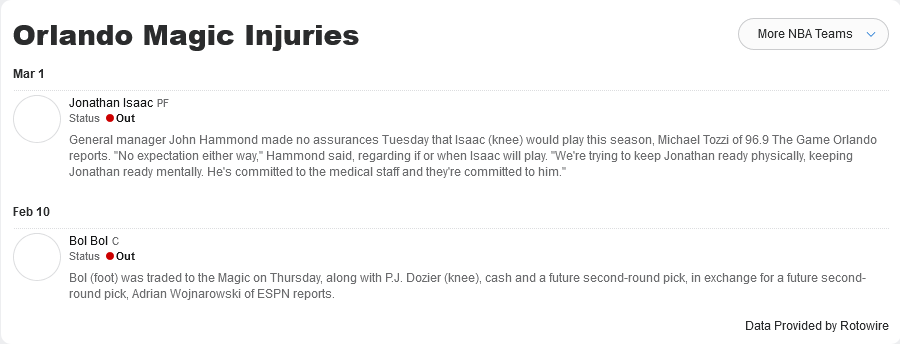 Orlando Magic Injuries
More NBA Teams
Mar 1
Jonathan Isaac PF
Status Out
General manager John Hammond made no assurances Tuesday that Isaac (knee) would play this season, Michael Tozzi of 96.9 The Game Orlando
reports. "No expectation either way," Hammond said, regarding if or when Isaac will play. "We're trying to keep Jonathan ready physically, keeping
Jonathan ready mentally. He's committed to the medical staff and they're committed to him."
Feb 10
Bol Bol C
Status Out
Bol (foot) was traded to the Magic on Thursday, along with P.J. Dozier (knee), cash and a future second-round pick, in exchange for a future second-
round pick, Adrian Wojnarowski of ESPN reports.
Data Provided by Rotowire